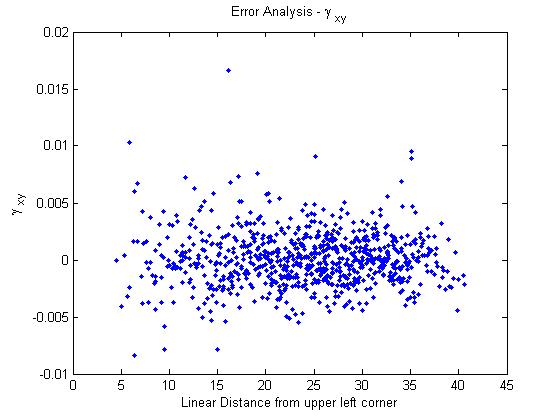 Error Analysis - γ xy
0.02
0.015
0.01
0.005
0
-0.005
-0.01
γ xy
0 5 10 15 20 25 30 35 40 45
Linear Distance from upper left corner